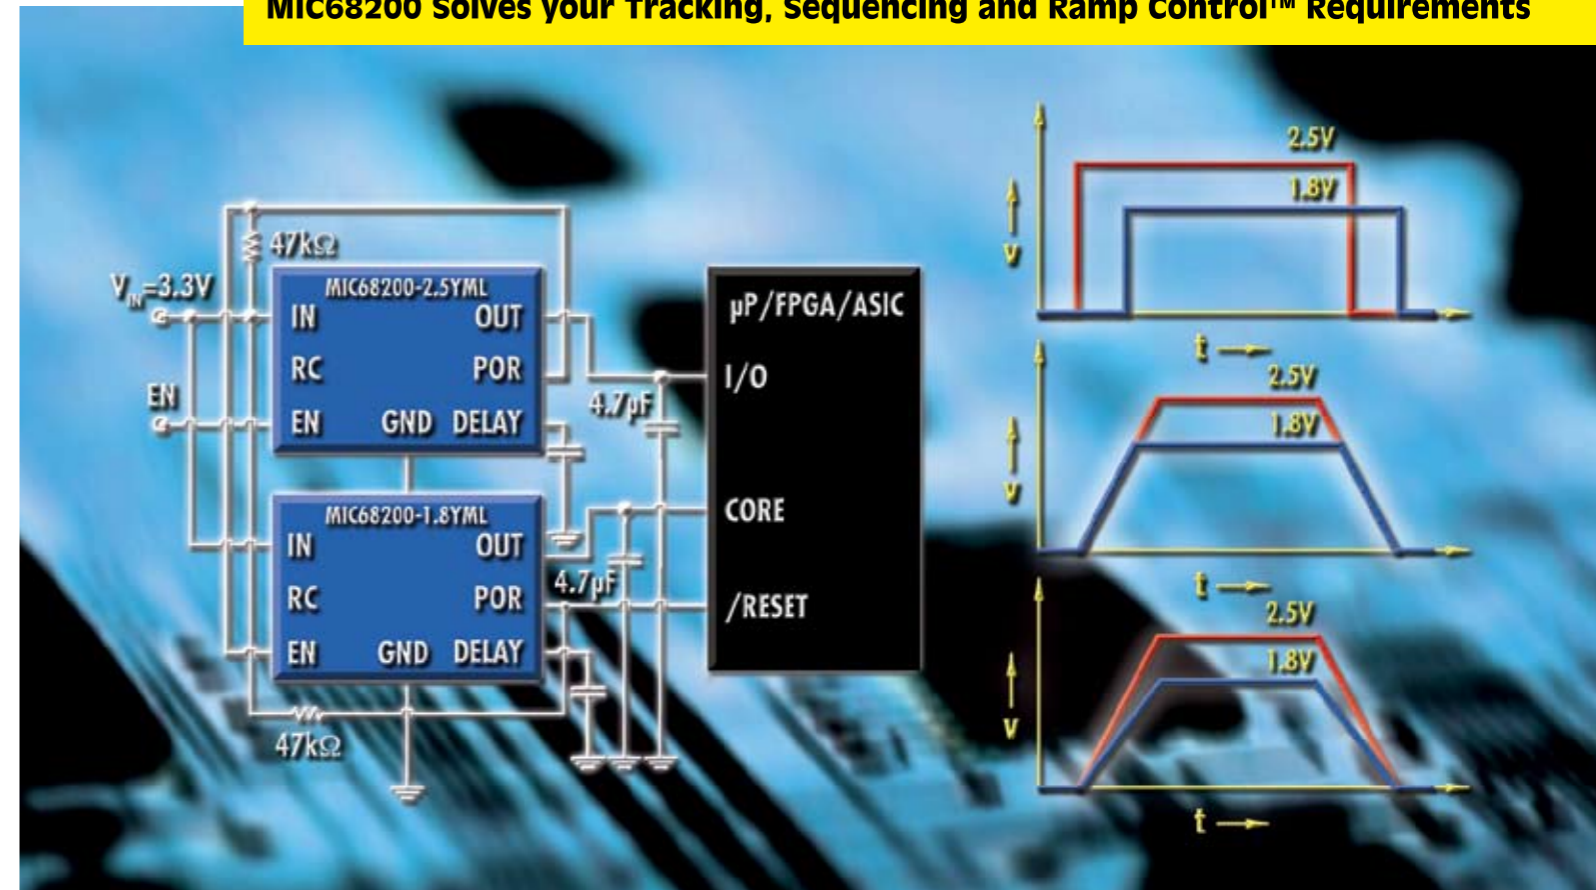 MIC68200 Solves your Tracking, Sequencing and Ramp Control™ Requirements
47kΩ
VIN=3.3V
MIC68200-2.5YML
IN OUT
RC POR
EN
EN GND DELAY
4.7µF
MIC68200-1.8YML
IN OUT
RC POR
EN GND DELAY
4.7µF
47kΩ
µP/FPGA/ASIC
I/O
CORE
/RESET
2.5V
1.8V
V
t
2.5V
1.8V
V
t
2.5V
1.8V
V
t